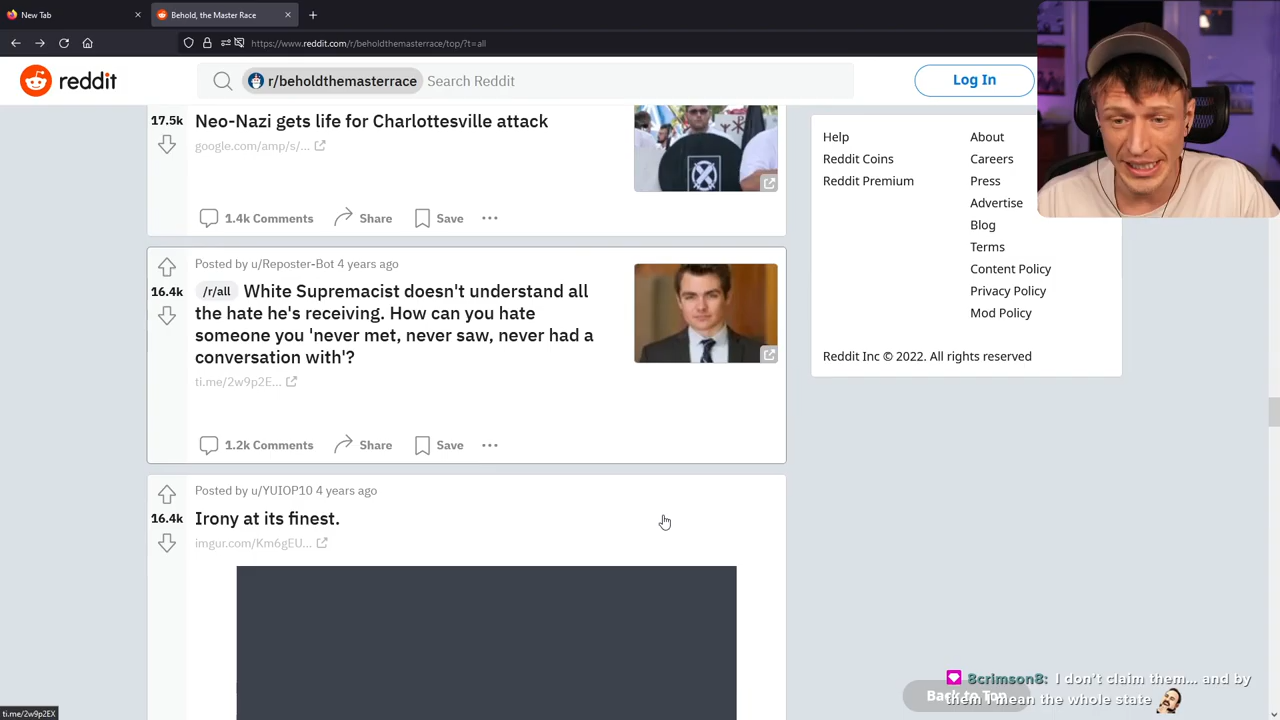 New Tab
Behold, the Master Race
https://www.reddit.com/r/beholdthemasterrace/top/?t=all
reddit
r/beholdthemasterrace Search Reddit
Log In
17.5k
Neo-Nazi gets life for Charlottesville attack
google.com/amp/s/...
1.4k Comments Share Save
Help About
Reddit Coins Careers
Reddit Premium Press
Advertise
Blog
Terms
Content Policy
Privacy Policy
Mod Policy
Reddit Inc © 2022. All rights reserved
Posted by u/Reposter-Bot 4 years ago
16.4k
/r/all White Supremacist doesn't understand all
the hate he's receiving. How can you hate
someone you 'never met, never saw, never had a
conversation with'?
ti.me/2w9p2E...
1.2k Comments Share Save
Posted by u/YUIOP10 4 years ago
16.4k
Irony at its finest.
imgur.com/Km6gEU...
Back to Top
8crimson8: I don't claim them... and by
them I mean the whole state
ti.me/2w9p2EX